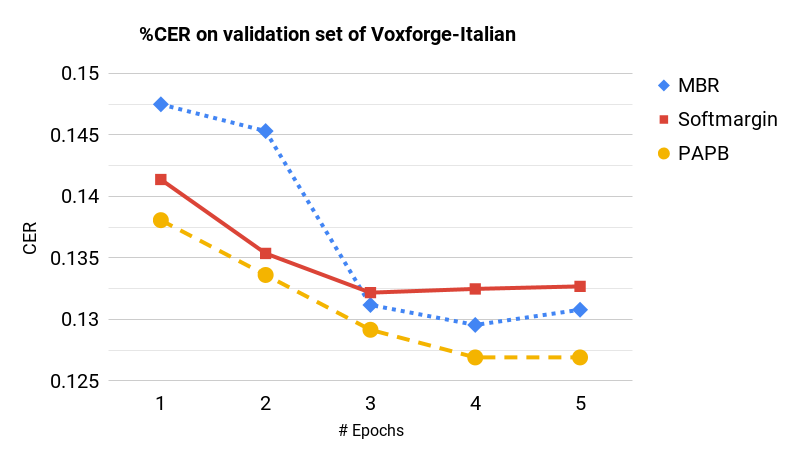 %CER on validation set of Voxforge-Italian
0.15
0.145
0.14
0.135
0.13
0.125
CER
1 2 3 4 5
# Epochs
MBR
Softmargin
PAPB